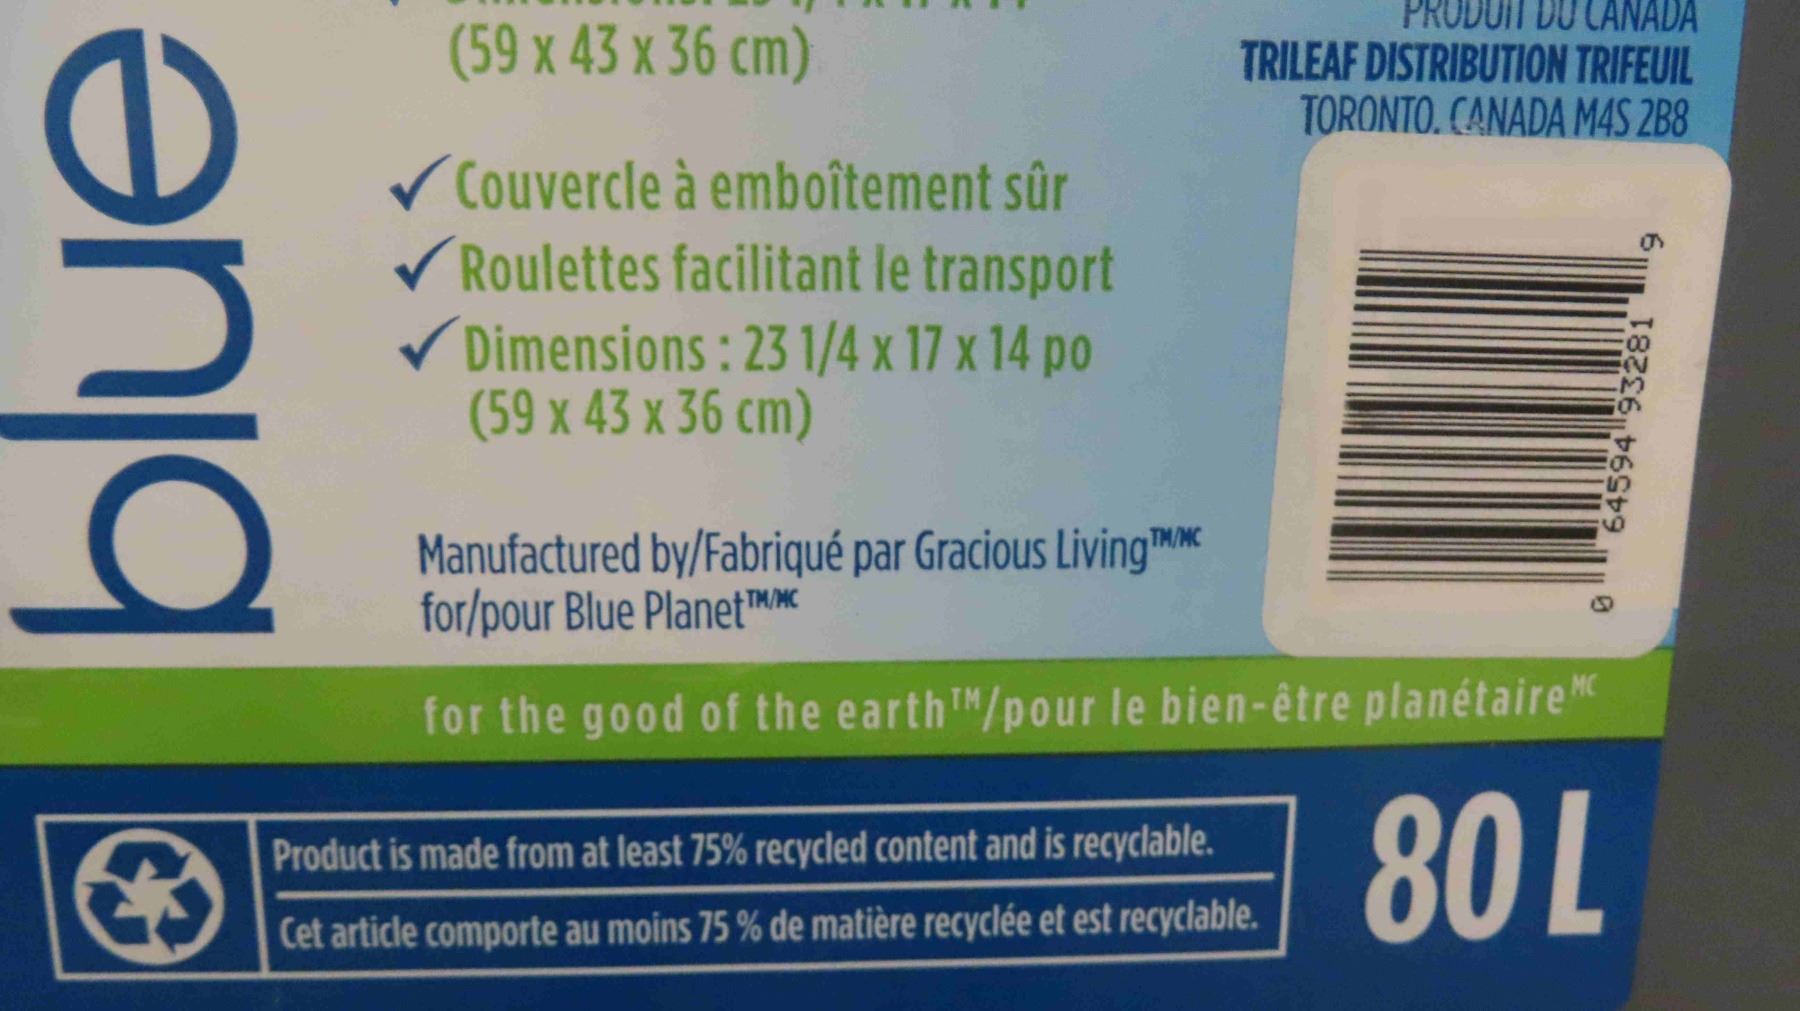 blue
(59 x 43 x 36 cm)
✓ Couvercle à emboîtement sûr
✓ Roulettes facilitant le transport
✓ Dimensions : 23 1/4 x 17 x 14 po
(59 x 43 x 36 cm)
Manufactured by/Fabriqué par Gracious Living™/MC
for/pour Blue Planet™/MC
PRODUIT DU CANADA
TRILEAF DISTRIBUTION TRIFEUIL
TORONTO, CANADA M4S 2B8
0 64594 93281 9
for the good of the earth™/pour le bien-être planétaire MC
Product is made from at least 75% recycled content and is recyclable.
Cet article comporte au moins 75 % de matière recyclée et est recyclable.
80 L